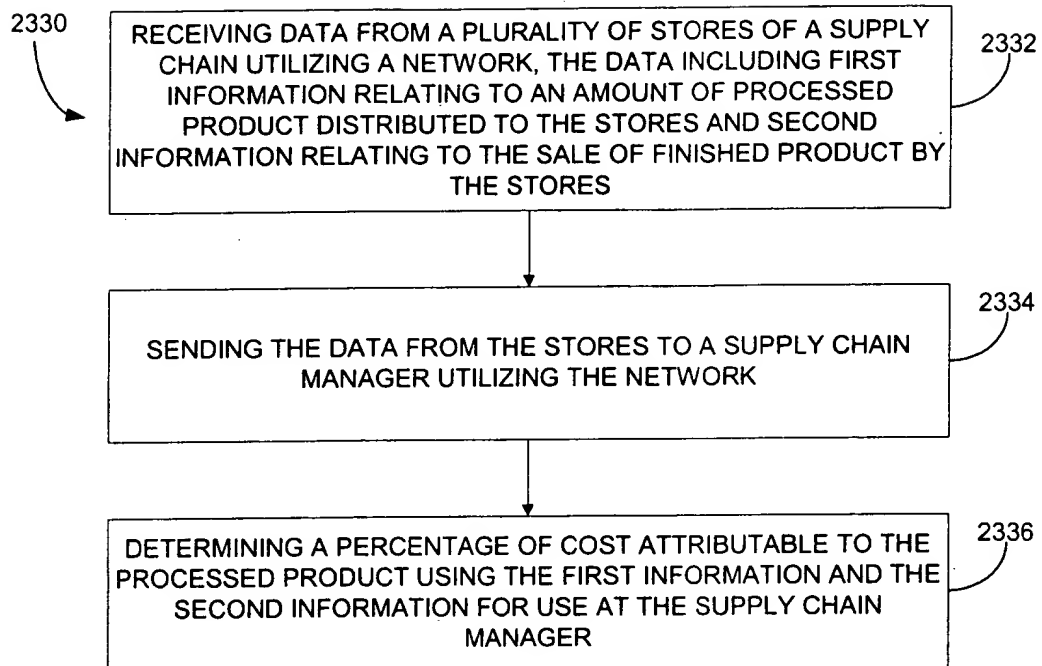 2330
RECEIVING DATA FROM A PLURALITY OF STORES OF A SUPPLY
CHAIN UTILIZING A NETWORK, THE DATA INCLUDING FIRST
INFORMATION RELATING TO AN AMOUNT OF PROCESSED
PRODUCT DISTRIBUTED TO THE STORES AND SECOND
INFORMATION RELATING TO THE SALE OF FINISHED PRODUCT BY
THE STORES
2332
SENDING THE DATA FROM THE STORES TO A SUPPLY CHAIN
MANAGER UTILIZING THE NETWORK
2334
DETERMINING A PERCENTAGE OF COST ATTRIBUTABLE TO THE
PROCESSED PRODUCT USING THE FIRST INFORMATION AND THE
SECOND INFORMATION FOR USE AT THE SUPPLY CHAIN
MANAGER
2336